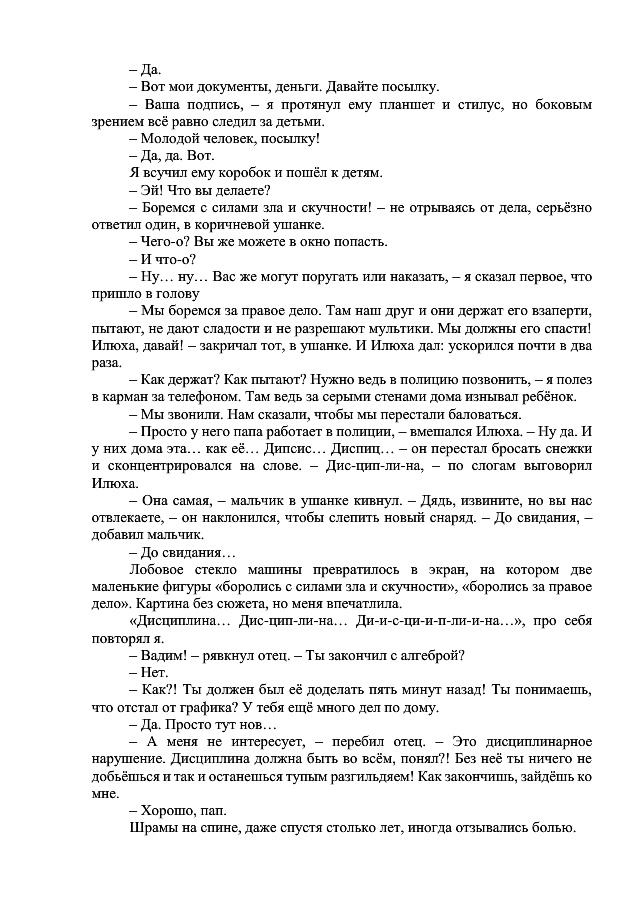 – Да.
– Вот мои документы, деньги. Давайте посылку.
– Ваша подпись, – я протянул ему планшет и стилус, но боковым
зрением всё равно следил за детьми.
– Молодой человек, посылку!
– Да, да. Вот.
Я всучил ему коробок и пошёл к детям.
– Эй! Что вы делаете?
– Боремся с силами зла и скучности! – не отрываясь от дела, серьёзно
ответил один, в коричневой ушанке.
– Чего-о? Вы же можете в окно попасть.
– И что-о?
– Ну… ну… Вас же могут поругать или наказать, – я сказал первое, что
пришло в голову
– Мы боремся за правое дело. Там наш друг и они держат его взаперти,
пытают, не дают сладости и не разрешают мультики. Мы должны его спасти!
Илюха, давай! – закричал тот, в ушанке. И Илюха дал: ускорился почти в два
раза.
– Как держат? Как пытают? Нужно ведь в полицию позвонить, – я полез
в карман за телефоном. Там ведь за серыми стенами дома изнывал ребёнок.
– Мы звонили. Нам сказали, чтобы мы перестали баловаться.
– Просто у него папа работает в полиции, – вмешался Илюха. – Ну да. И
у них дома эта… как её… Дипсис… Диспиц… – он перестал бросать снежки
и сконцентрировался на слове. – Дис-цип-ли-на, – по слогам выговорил
Илюха.
– Она самая, – мальчик в ушанке кивнул. – Дядь, извините, но вы нас
отвлекаете, – он наклонился, чтобы слепить новый снаряд. – До свидания, –
добавил мальчик.
– До свидания…
Лобовое стекло машины превратилось в экран, на котором две
маленькие фигуры «боролись с силами зла и скучности», «боролись за правое
дело». Картина без сюжета, но меня впечатлила.
«Дисциплина… Дис-цип-ли-на… Ди-и-с-ци-и-п-ли-и-на…», про себя
повторял я.
– Вадим! – рявкнул отец. – Ты закончил с алгеброй?
– Нет.
– Как?! Ты должен был её доделать пять минут назад! Ты понимаешь,
что отстал от графика? У тебя ещё много дел по дому.
– Да. Просто тут нов…
– А меня не интересует, – перебил отец. – Это дисциплинарное
нарушение. Дисциплина должна быть во всём, понял?! Без неё ты ничего не
добьёшься и так и останешься тупым разгильдяем! Как закончишь, зайдёшь ко
мне.
– Хорошо, пап.
Шрамы на спине, даже спустя столько лет, иногда отзывались болью.